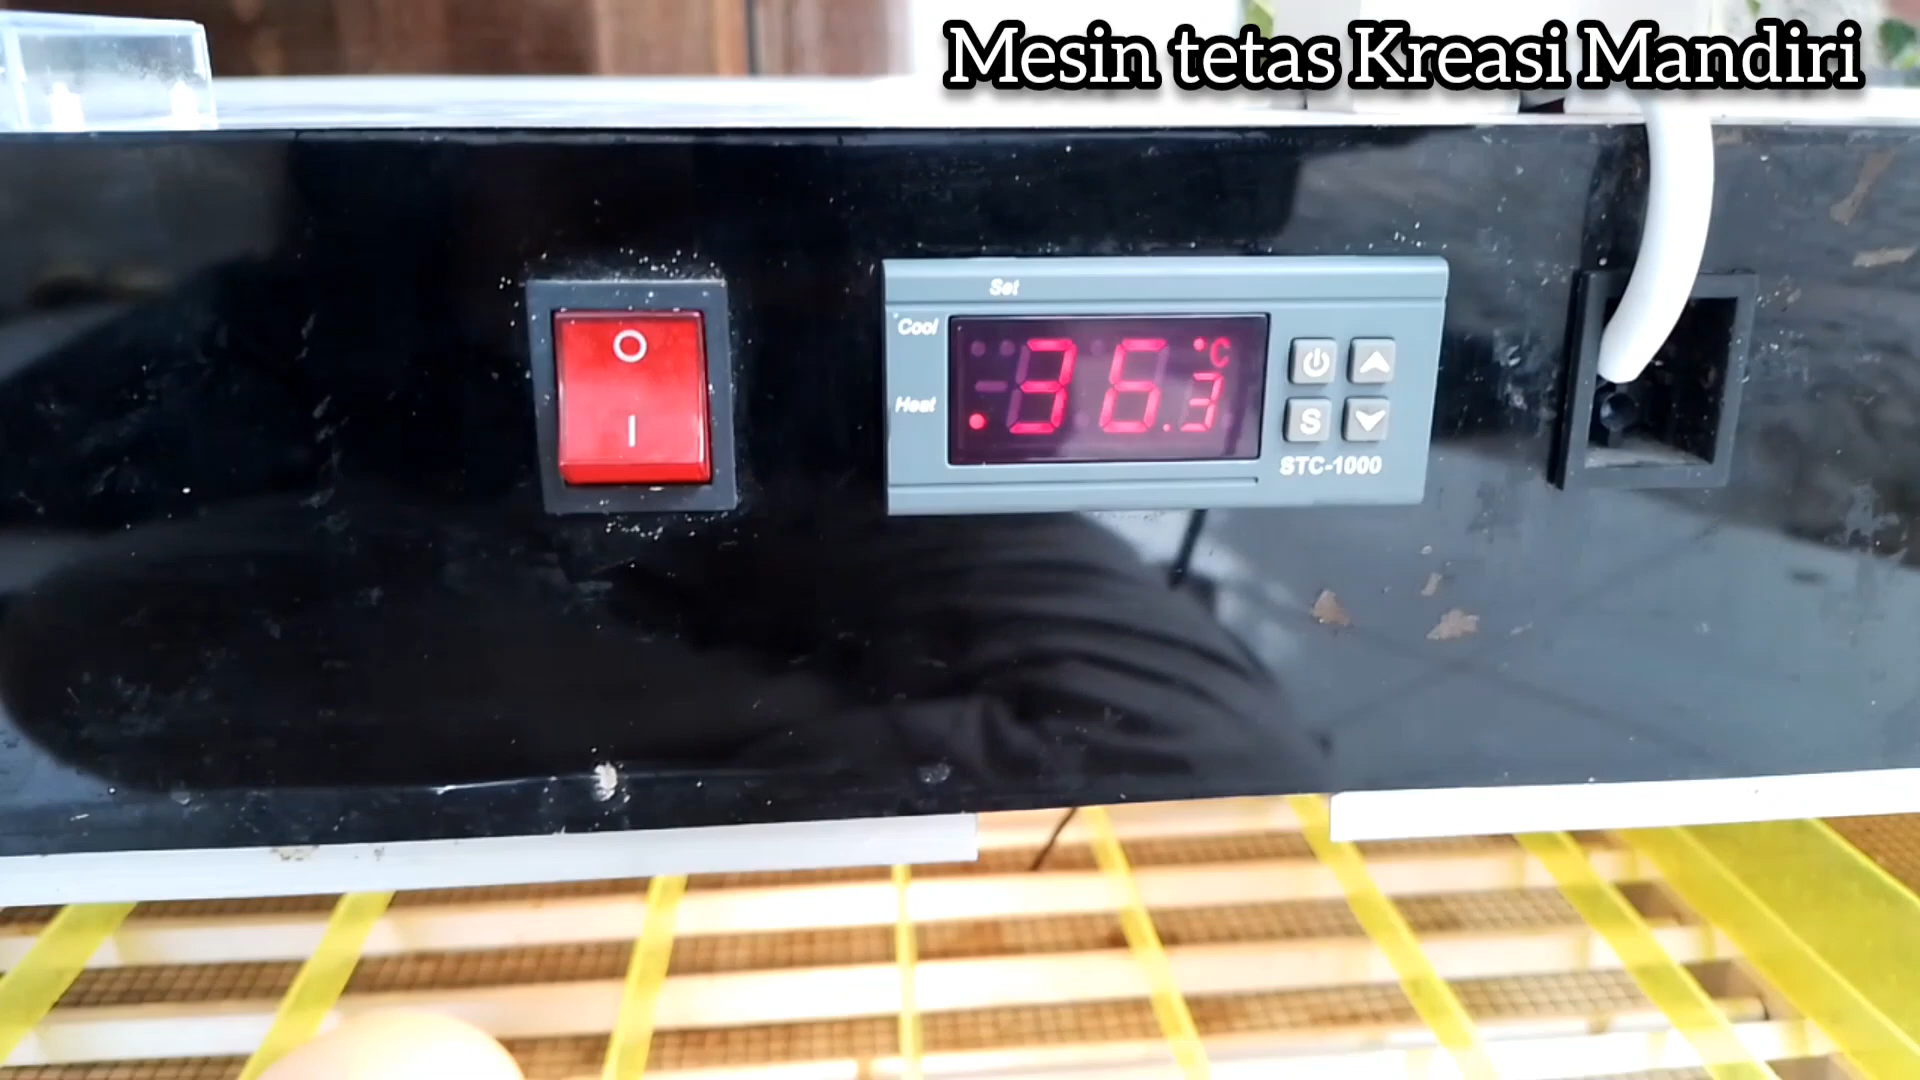 Mesin tetas Kreasi Mandiri
Set
Cool
Heat
36.3 °C
S
STC-1000
O
I